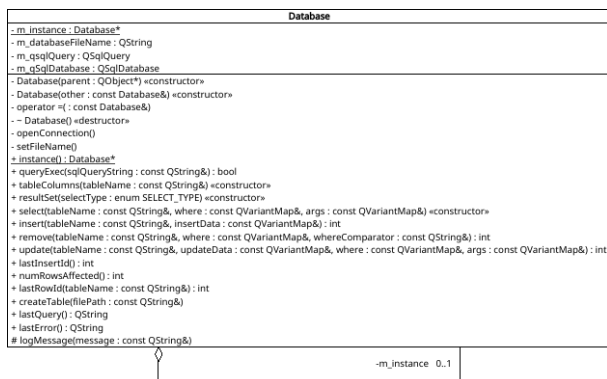 Database
- m_instance : Database*
- m_databaseFileName : QString
- m_qsqlQuery : QSqlQuery
- m_qSqlDatabase : QSqlDatabase
- Database(parent : QObject*) «constructor»
- Database(other : const Database&) «constructor»
- operator =( : const Database&)
- ~ Database() «destructor»
- openConnection()
- setFileName()
+ instance() : Database*
+ queryExec(sqlQueryString : const QString&) : bool
+ tableColumns(tableName : const QString&) «constructor»
+ resultSet(selectType : enum SELECT_TYPE) «constructor»
+ select(tableName : const QString&, where : const QVariantMap&, args : const QVariantMap&) «constructor»
+ insert(tableName : const QString&, insertData : const QVariantMap&) : int
+ remove(tableName : const QString&, where : const QVariantMap&, whereComparator : const QString&) : int
+ update(tableName : const QString&, updateData : const QVariantMap&, where : const QVariantMap&, args : const QVariantMap&) : int
+ lastInsertId() : int
+ numRowsAffected() : int
+ lastRowId(tableName : const QString&) : int
+ createTable(filePath : const QString&)
+ lastQuery() : QString
+ lastError() : QString
# logMessage(message : const QString&)
-m_instance 0..1